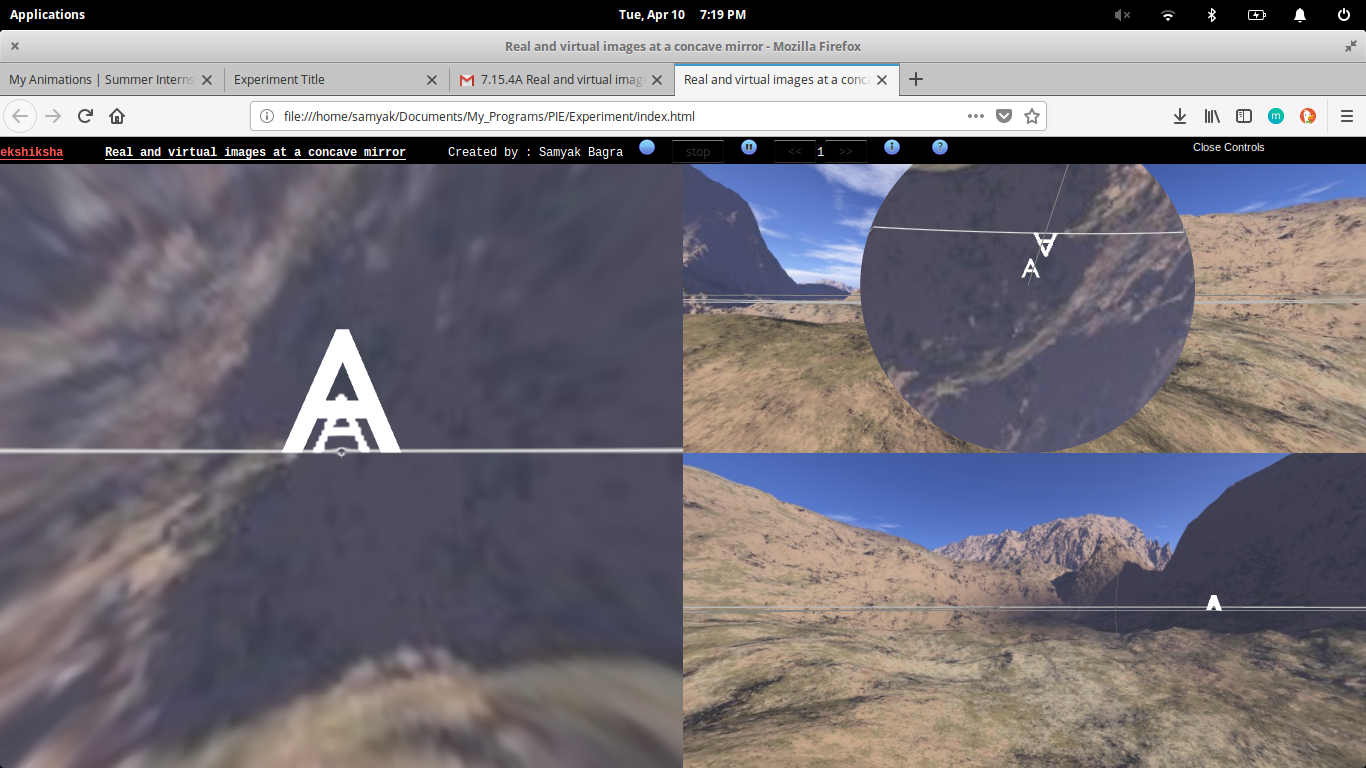 Applications Tue, Apr 10 7:19 PM
Real and virtual images at a concave mirror - Mozilla Firefox
My Animations | Summer Interns Experiment Title 7.15.4A Real and virtual imag Real and virtual images at a conca
file:///home/samyak/Documents/My_Programs/PIE/Experiment/index.html
ekshiksha Real and virtual images at a concave mirror Created by : Samyak Bagra stop << 1 >> Close Controls
A
A
A
A
A
A